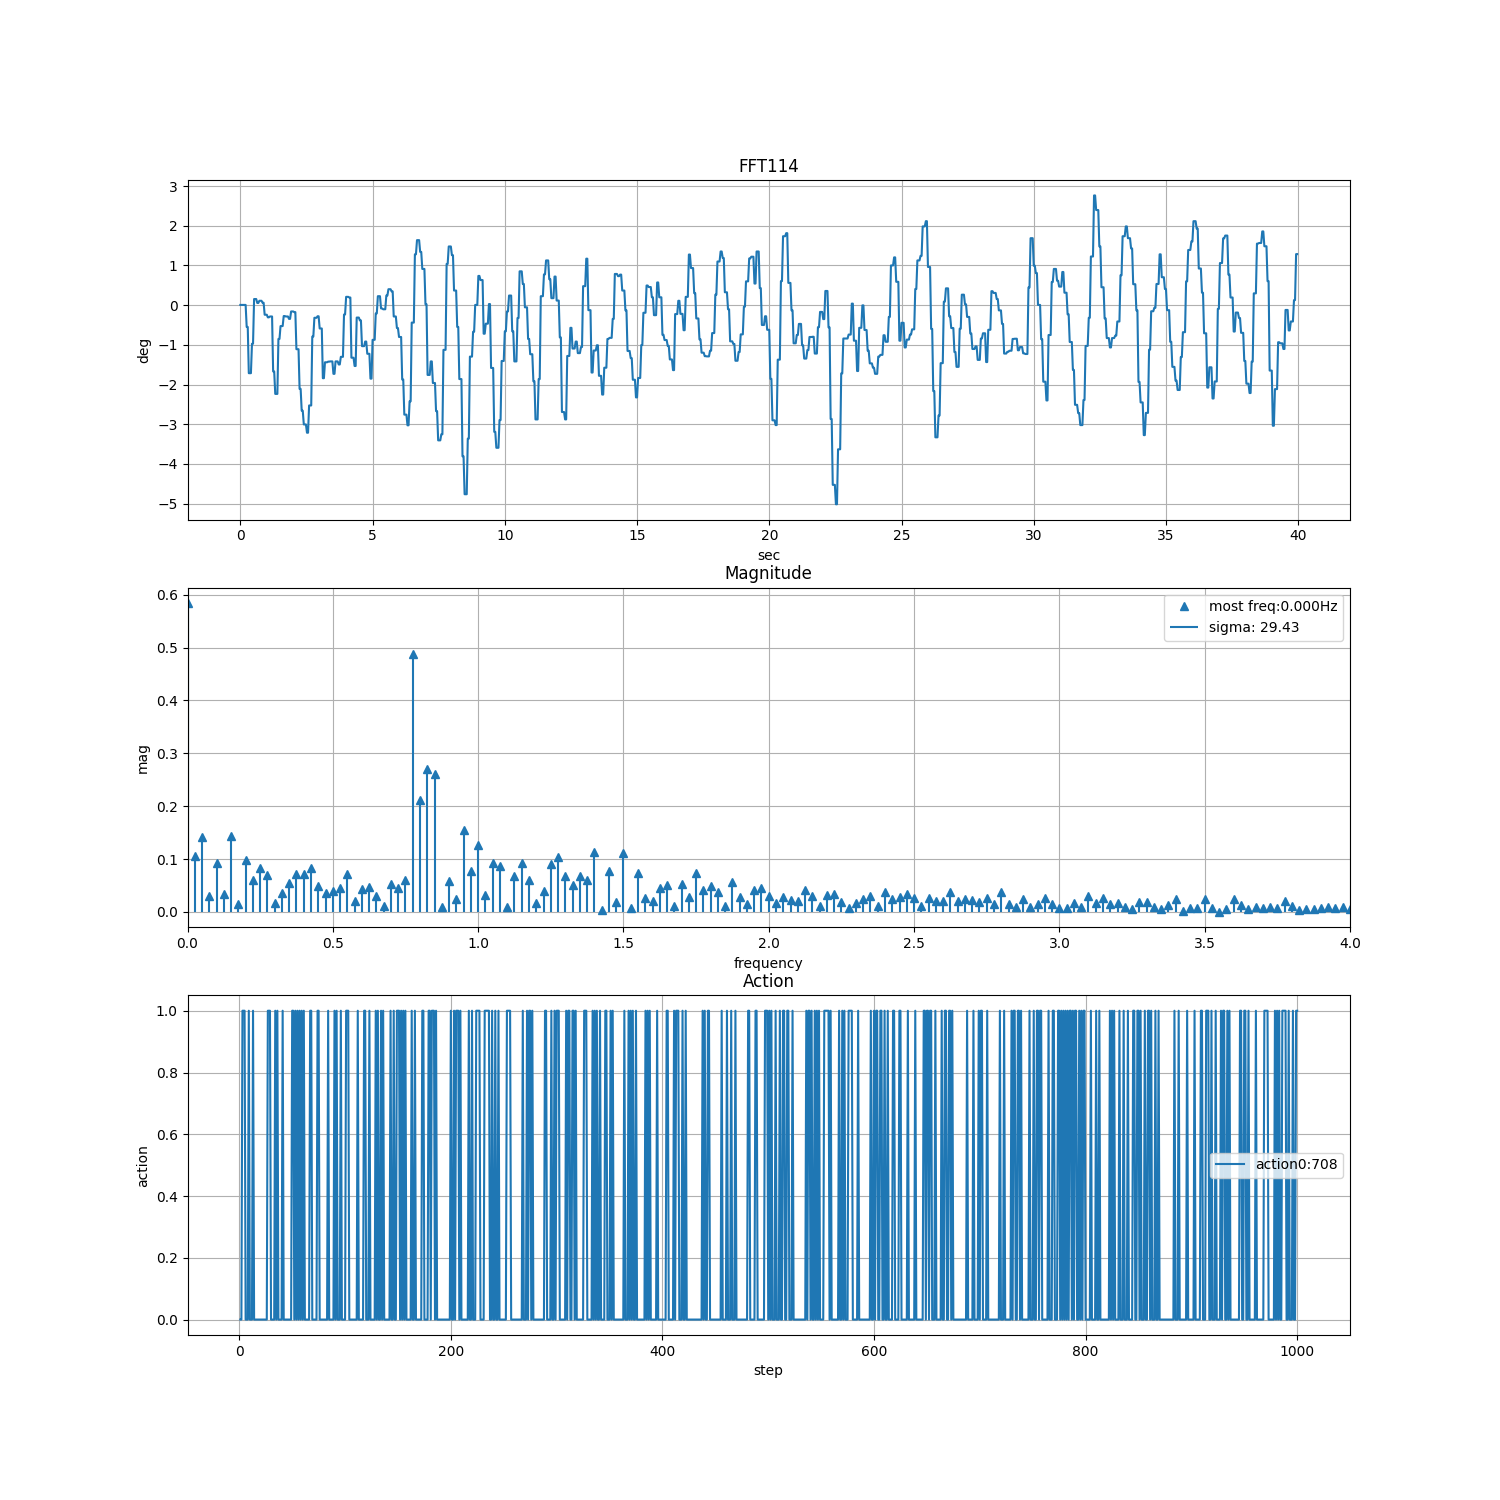 FFT114
3
2
1
0
−1
−2
−3
−4
−5
deg
0 5 10 15 20 25 30 35 40
sec
Magnitude
0.6
0.5
0.4
0.3
0.2
0.1
0.0
mag
most freq:0.000Hz
sigma: 29.43
0.0 0.5 1.0 1.5 2.0 2.5 3.0 3.5 4.0
frequency
Action
1.0
0.8
0.6
0.4
0.2
0.0
action
action0:708
0 200 400 600 800 1000
step